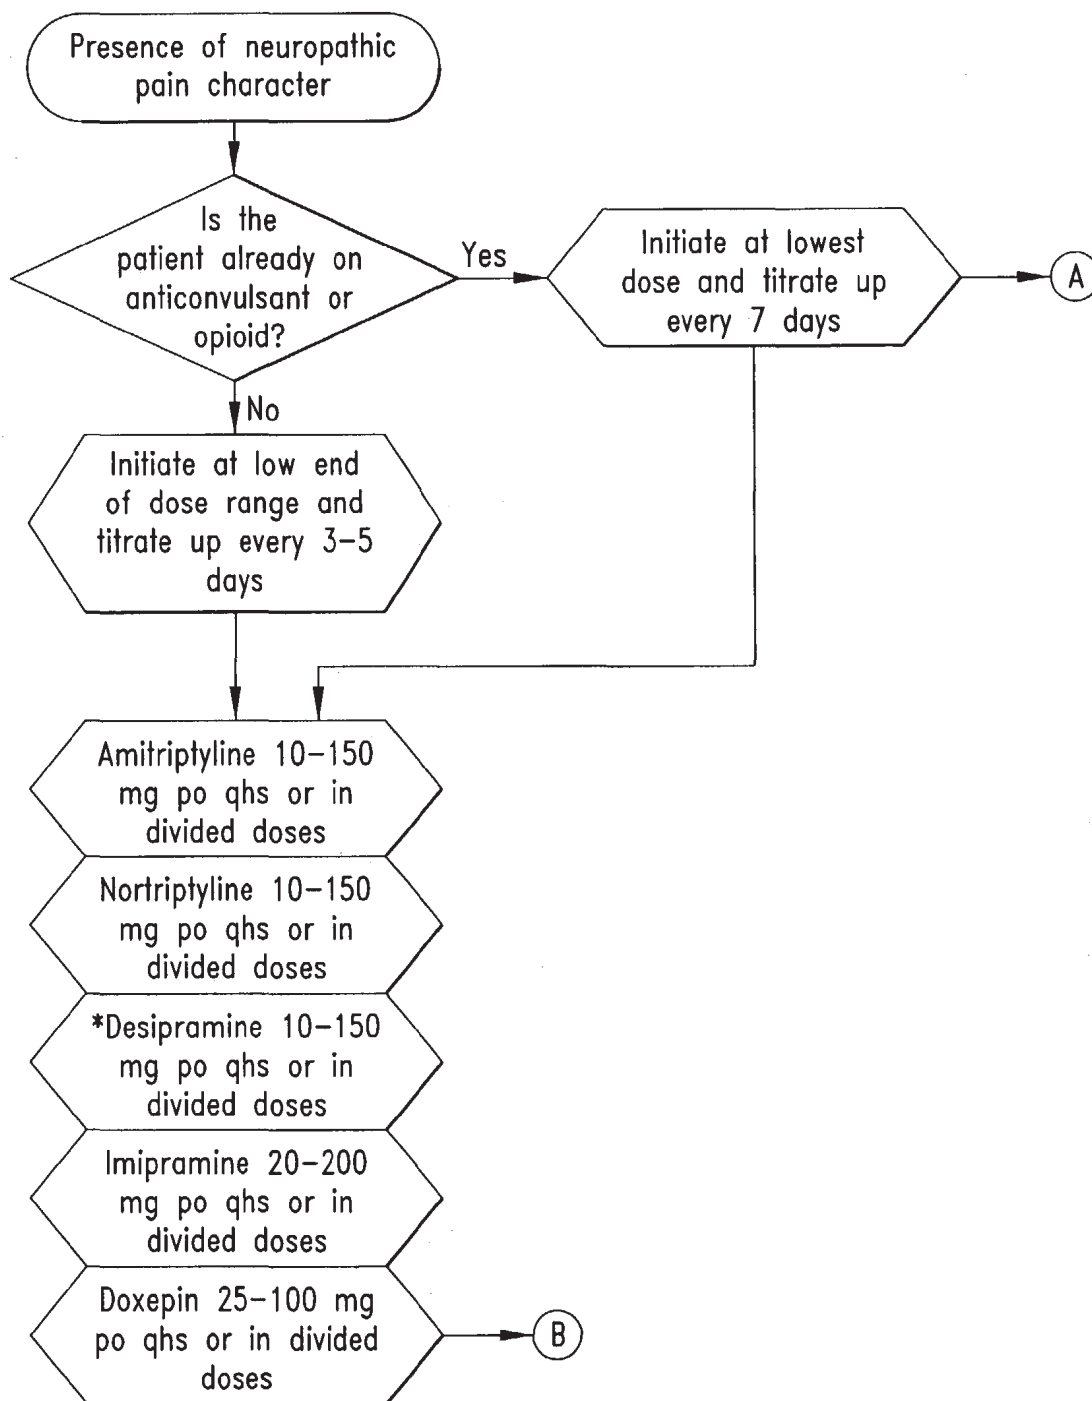 Presence of neuropathic
pain character
Is the
patient already on
anticonvulsant or
opioid?
Yes
Initiate at lowest
dose and titrate up
every 7 days
A
No
Initiate at low end
of dose range and
titrate up every 3-5
days
Amitriptyline 10-150
mg po qhs or in
divided doses
Nortriptyline 10-150
mg po qhs or in
divided doses
*Desipramine 10-150
mg po qhs or in
divided doses
Imipramine 20-200
mg po qhs or in
divided doses
Doxepin 25-100 mg
po qhs or in divided
doses
B